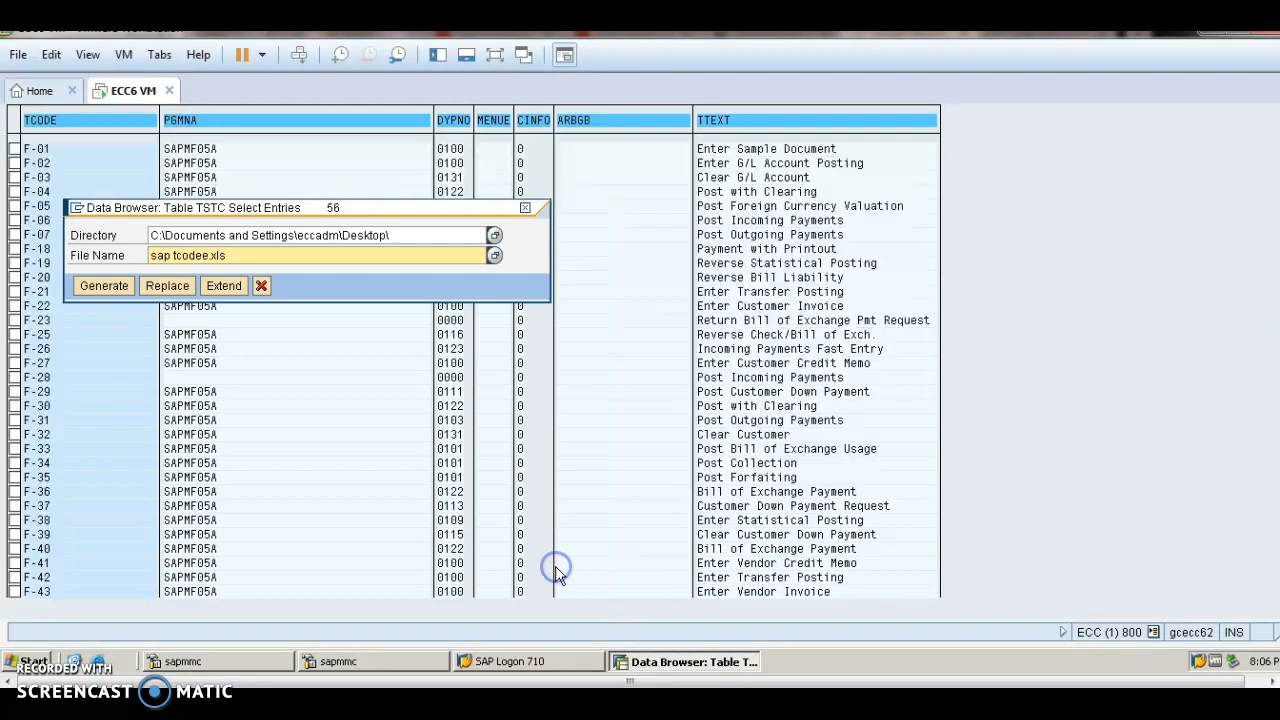 File Edit View VM Tabs Help
Home ECC6 VM
TCODE PGMNA DYPNO MENUE CINFO ARBGB TTEXT
F-01 SAPMF05A 0100 0 Enter Sample Document
F-02 SAPMF05A 0100 0 Enter G/L Account Posting
F-03 SAPMF05A 0131 0 Clear G/L Account
F-04 SAPMF05A 0122 0 Post with Clearing
F-05 Post Foreign Currency Valuation
F-06 Post Incoming Payments
F-07 Post Outgoing Payments
F-18 Payment with Printout
F-19 Reverse Statistical Posting
F-20 Reverse Bill Liability
F-21 Enter Transfer Posting
Data Browser: Table TSTC Select Entries 56
Directory C:\Documents and Settings\eccadm\Desktop\
File Name sap tcodee.xls
Generate Replace Extend
F-22 SAPMF05A 0100 0 Enter Customer Invoice
F-23 0000 0 Return Bill of Exchange Pmt Request
F-25 SAPMF05A 0116 0 Reverse Check/Bill of Exch.
F-26 SAPMF05A 0123 0 Incoming Payments Fast Entry
F-27 SAPMF05A 0100 0 Enter Customer Credit Memo
F-28 0000 0 Post Incoming Payments
F-29 SAPMF05A 0111 0 Post Customer Down Payment
F-30 SAPMF05A 0122 0 Post with Clearing
F-31 SAPMF05A 0103 0 Post Outgoing Payments
F-32 SAPMF05A 0131 0 Clear Customer
F-33 SAPMF05A 0101 0 Post Bill of Exchange Usage
F-34 SAPMF05A 0101 0 Post Collection
F-35 SAPMF05A 0101 0 Post Forfaiting
F-36 SAPMF05A 0122 0 Bill of Exchange Payment
F-37 SAPMF05A 0113 0 Customer Down Payment Request
F-38 SAPMF05A 0109 0 Enter Statistical Posting
F-39 SAPMF05A 0115 0 Clear Customer Down Payment
F-40 SAPMF05A 0122 0 Bill of Exchange Payment
F-41 SAPMF05A 0100 0 Enter Vendor Credit Memo
F-42 SAPMF05A 0100 0 Enter Transfer Posting
F-43 SAPMF05A 0100 0 Enter Vendor Invoice
ECC (1) 800 gcecc62 INS
Start sapmmc sapmmc SAP Logon 710 Data Browser: Table T... 8:06 P
RECORDED WITH
SCREENCAST MATIC